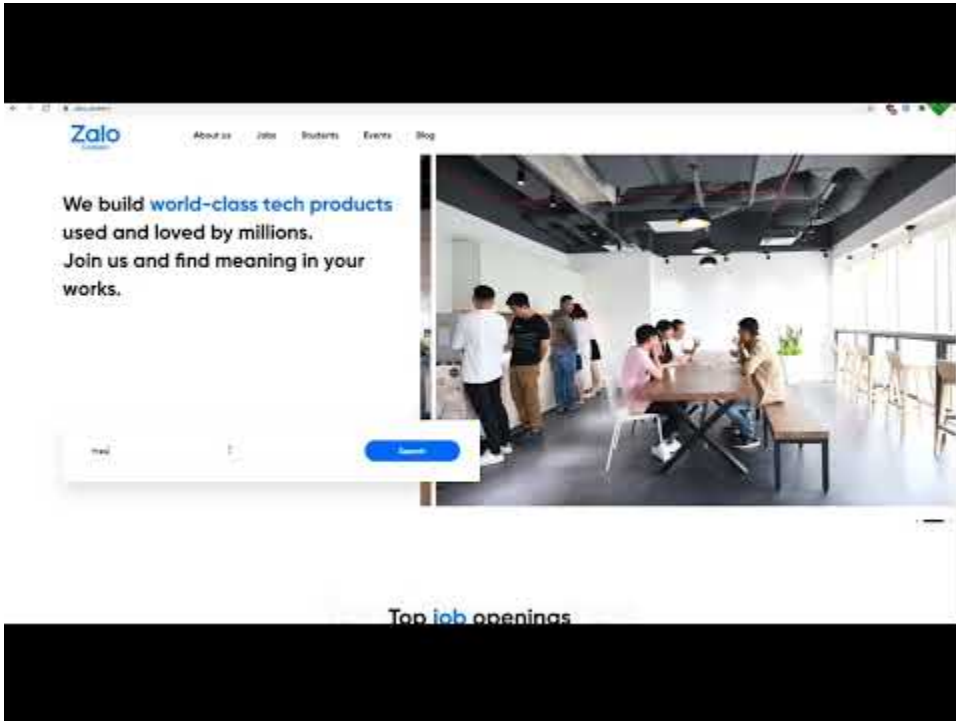 Zalo
About us Jobs Students Events Blog
We build world-class tech products
used and loved by millions.
Join us and find meaning in your
works.
Search
Top job openings